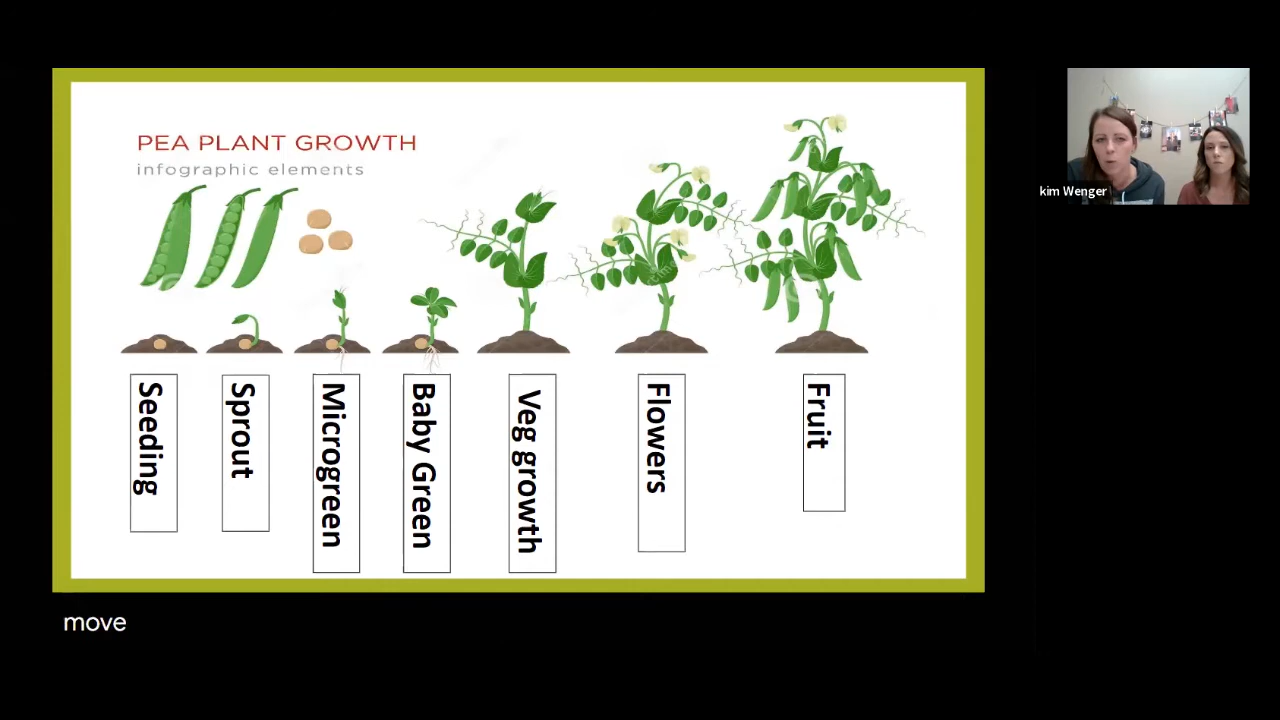 PEA PLANT GROWTH
infographic elements
kim Wenger
Seeding
Sprout
Microgreen
Baby Green
Veg growth
Flowers
Fruit
move